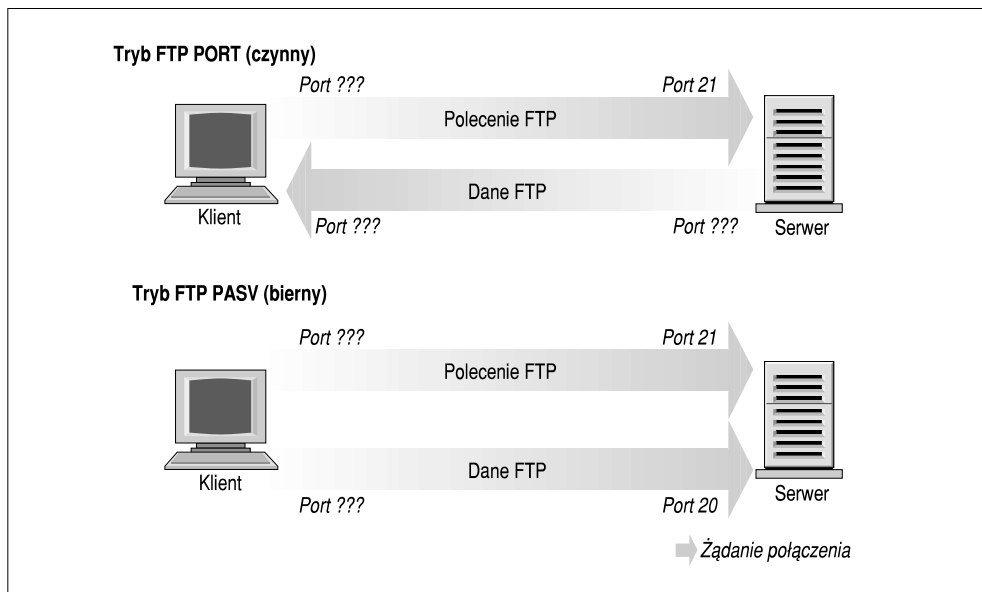 Tryb FTP PORT (czynny)
Port ???
Port 21
Polecenie FTP
Dane FTP
Klient
Port ???
Port ???
Serwer
Tryb FTP PASV (bierny)
Port ???
Port 21
Polecenie FTP
Dane FTP
Klient
Serwer
Port ???
Port 20
Żądanie połączenia